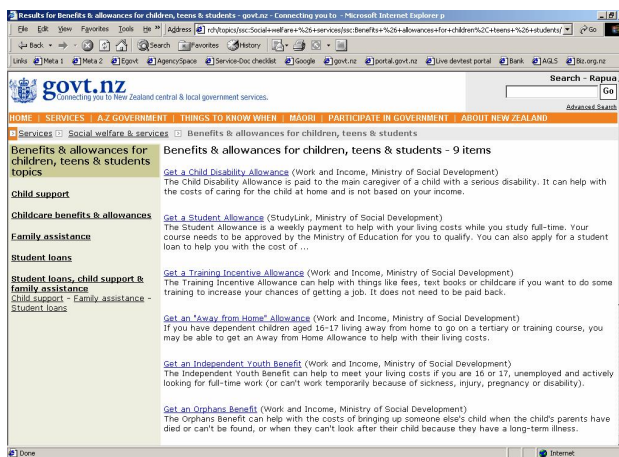 Results for Benefits & allowances for children, teens & students - govt.nz - Connecting you to - Microsoft Internet Explorer p
File Edit View Favorites Tools He » Address rch/topics/ssc:Social+welfare+%26+services/ssc:Benefits+%26+allowances+for+children%2C+teens+%26+students/ Go
Back Search Favorites History
Links Meta 1 Meta 2 Egovt AgencySpace Service-Doc checklist Google govt.nz portal.govt.nz Live devtest portal Bank AGLS Biz.org.nz
govt.nz
Connecting you to New Zealand central & local government services.
Search - Rapua
Go
Advanced Search
HOME | SERVICES | A-Z GOVERNMENT | THINGS TO KNOW WHEN | MĀORI | PARTICIPATE IN GOVERNMENT | ABOUT NEW ZEALAND
Services Social welfare & services Benefits & allowances for children, teens & students
Benefits & allowances for
children, teens & students
topics
Child support
Childcare benefits & allowances
Family assistance
Student loans
Student loans, child support &
family assistance
Child support - Family assistance -
Student loans
Benefits & allowances for children, teens & students - 9 items
Get a Child Disability Allowance (Work and Income, Ministry of Social Development)
The Child Disability Allowance is paid to the main caregiver of a child with a serious disability. It can help with
the costs of caring for the child at home and is not based on your income.
Get a Student Allowance (StudyLink, Ministry of Social Development)
The Student Allowance is a weekly payment to help with your living costs while you study full-time. Your
course needs to be approved by the Ministry of Education for you to qualify. You can also apply for a student
loan to help you with the cost of ...
Get a Training Incentive Allowance (Work and Income, Ministry of Social Development)
The Training Incentive Allowance can help with things like fees, text books or childcare if you want to do some
training to increase your chances of getting a job. It does not need to be paid back.
Get an "Away from Home" Allowance (Work and Income, Ministry of Social Development)
If you have dependent children aged 16-17 living away from home to go on a tertiary or training course, you
may be able to get an Away from Home Allowance to help with their living costs.
Get an Independent Youth Benefit (Work and Income, Ministry of Social Development)
The Independent Youth Benefit can help to meet your living costs if you are 16 or 17, unemployed and actively
looking for full-time work (or can't work temporarily because of sickness, injury, pregnancy or disability).
Get an Orphans Benefit (Work and Income, Ministry of Social Development)
The Orphans Benefit can help with the costs of bringing up someone else's child when the child's parents have
died or can't be found, or when they can't look after their child because they have a long-term illness.
Done
Internet